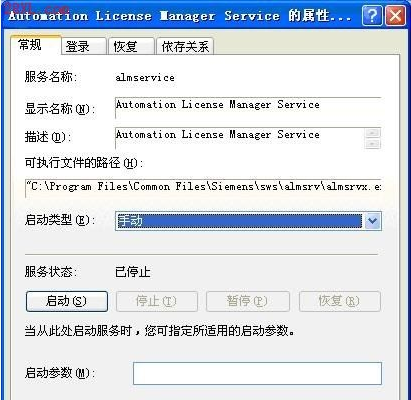 Automation License Manager Service 的属性...
常规 登录 恢复 依存关系
服务名称: almservice
显示名称(N): Automation License Manager Service
描述(D): Automation License Manager Service
可执行文件的路径(H):
"C:\Program Files\Common Files\Siemens\sws\almsrv\almsrvx.ex
启动类型(E): 手动
服务状态: 已停止
启动(S) 停止(T) 暂停(P) 恢复(R)
当从此处启动服务时，您可指定所适用的启动参数。
启动参数(M):